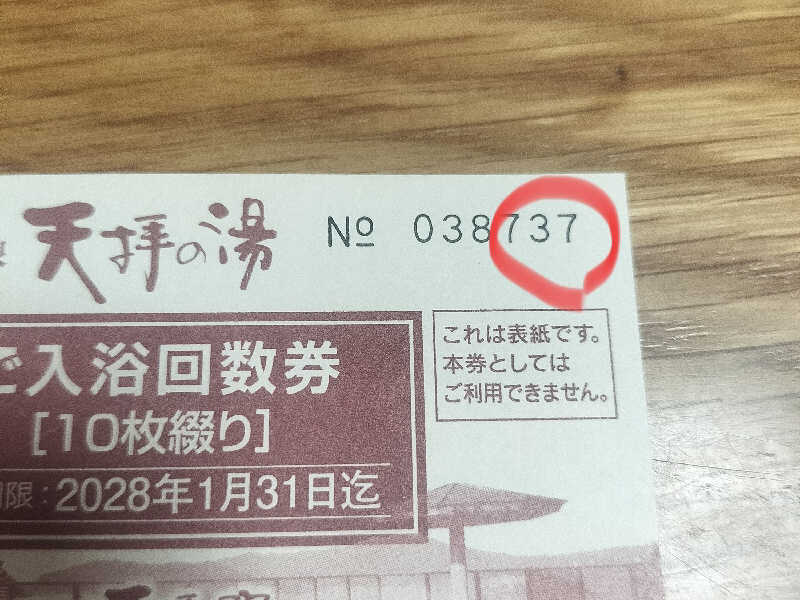 天拝の湯 № 038737
これは表紙です。
本券としては
ご利用できません。
ご入浴回数券
[10枚綴り]
限：2028年1月31日迄